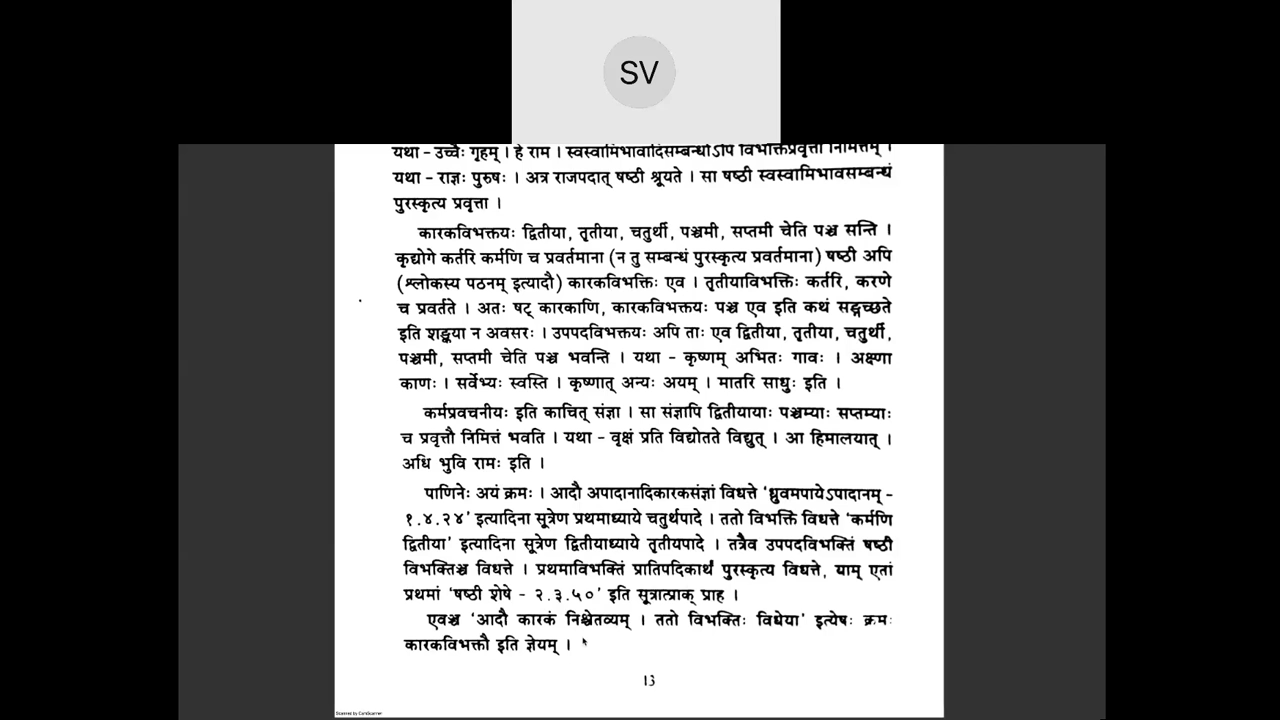 SV
यथा – उच्चैः गृहम् । हे राम । स्वस्वामिभावादिसम्बन्धोऽपि विभक्तिप्रवृत्तौ निमित्तम् ।
यथा – राज्ञः पुरुषः । अत्र राजपदात् षष्ठी श्रूयते । सा षष्ठी स्वस्वामिभावसम्बन्धं
पुरस्कृत्य प्रवृत्ता ।
कारकविभक्तयः द्वितीया, तृतीया, चतुर्थी, पञ्चमी, सप्तमी चेति पञ्च सन्ति ।
कृद्योगे कर्तरि कर्मणि च प्रवर्तमाना (न तु सम्बन्धं पुरस्कृत्य प्रवर्तमाना) षष्ठी अपि
(श्लोकस्य पठनम् इत्यादौ) कारकविभक्तिः एव । तृतीयाविभक्तिः कर्तरि, करणे
च प्रवर्तते । अतः षट् कारकाणि, कारकविभक्तयः पञ्च एव इति कथं सङ्गच्छते
इति शङ्कया न अवसरः । उपपदविभक्तयः अपि ताः एव द्वितीया, तृतीया, चतुर्थी,
पञ्चमी, सप्तमी चेति पञ्च भवन्ति । यथा – कृष्णम् अभितः गावः । अक्ष्णा
काणः । सर्वेभ्यः स्वस्ति । कृष्णात् अन्यः अयम् । मातरि साधुः इति ।
कर्मप्रवचनीयः इति काचित् संज्ञा । सा संज्ञापि द्वितीयायाः पञ्चम्याः सप्तम्याः
च प्रवृत्तौ निमित्तं भवति । यथा – वृक्षं प्रति विद्योतते विद्युत् । आ हिमालयात् ।
अधि भुवि रामः इति ।
पाणिनेः अयं क्रमः । आदौ अपादानादिकारकसंज्ञां विधत्ते ‘ध्रुवमपायेऽपादानम् –
१.४.२४’ इत्यादिना सूत्रेण प्रथमाध्याये चतुर्थपादे । ततो विभक्तिं विधत्ते ‘कर्मणि
द्वितीया’ इत्यादिना सूत्रेण द्वितीयाध्याये तृतीयपादे । तत्रैव उपपदविभक्तिं षष्ठी
विभक्तिञ्च विधत्ते । प्रथमाविभक्तिं प्रातिपदिकार्थं पुरस्कृत्य विधत्ते, याम् एतां
प्रथमां ‘षष्ठी शेषे – २.३.५०’ इति सूत्रात्प्राक् प्राह ।
एवञ्च ‘आदौ कारकं निश्चेतव्यम् । ततो विभक्तिः विधेया’ इत्येषः क्रमः
कारकविभक्तौ इति ज्ञेयम् ।
13
Scanned by CamScanner